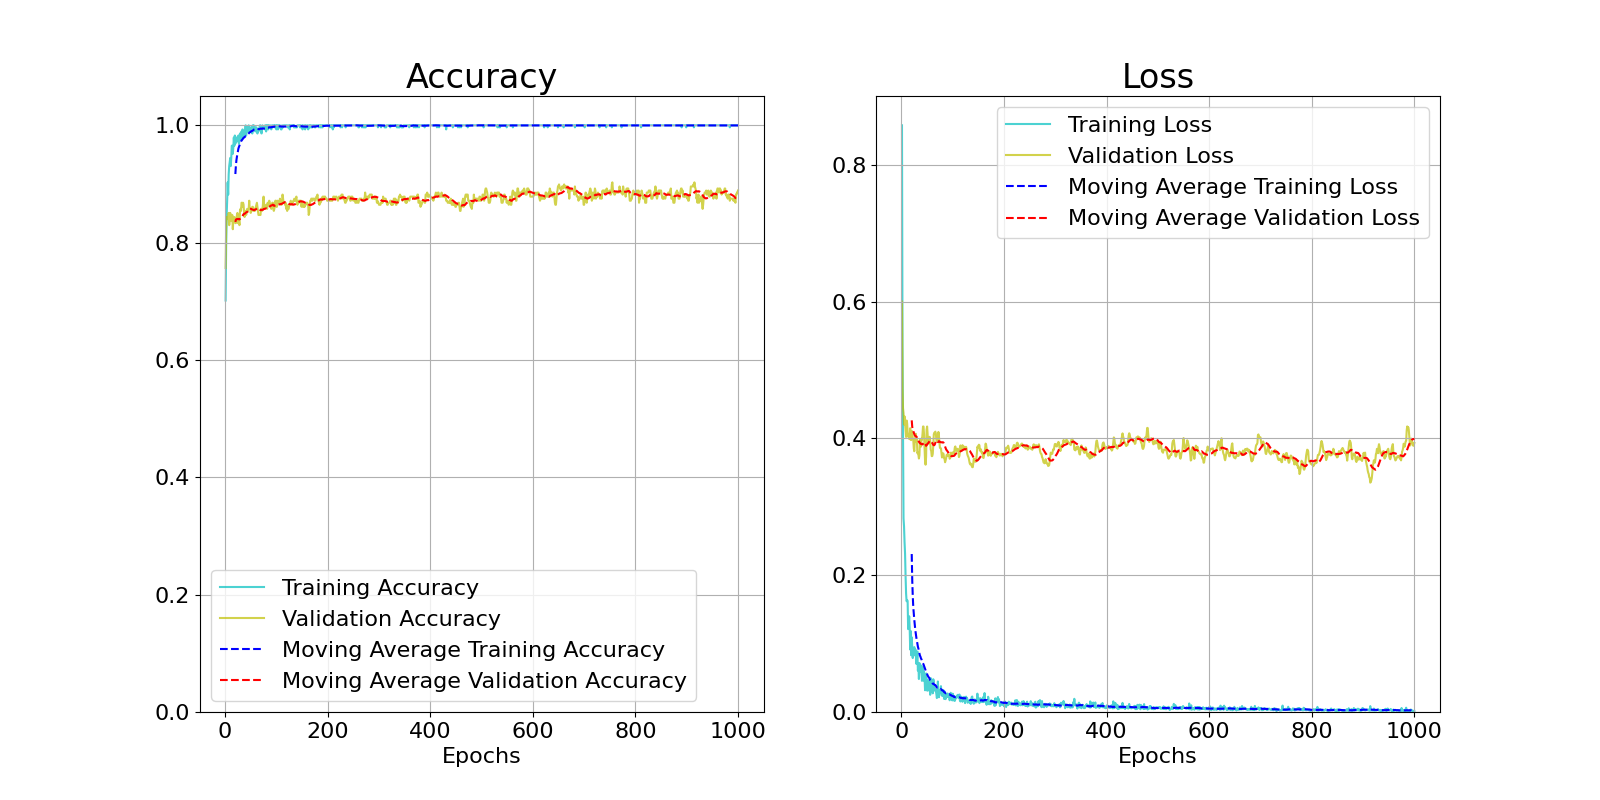 Accuracy
1.0
0.8
0.6
0.4
0.2
0.0
Training Accuracy
Validation Accuracy
Moving Average Training Accuracy
Moving Average Validation Accuracy
0 200 400 600 800 1000
Epochs
Loss
0.8
0.6
0.4
0.2
0.0
Training Loss
Validation Loss
Moving Average Training Loss
Moving Average Validation Loss
0 200 400 600 800 1000
Epochs